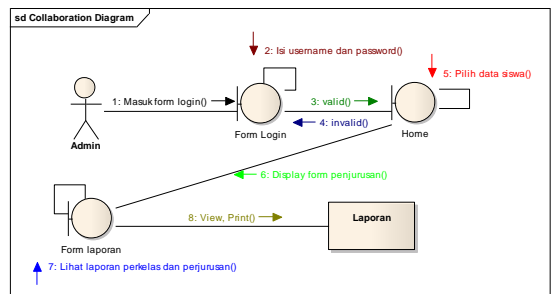 sd Collaboration Diagram
2: Isi username dan password()
5: Pilih data siswa()
1: Masuk form login()
3: valid()
4: invalid()
Admin
Form Login
Home
6: Display form penjurusan()
8: View, Print()
Laporan
Form laporan
7: Lihat laporan perkelas dan perjurusan()